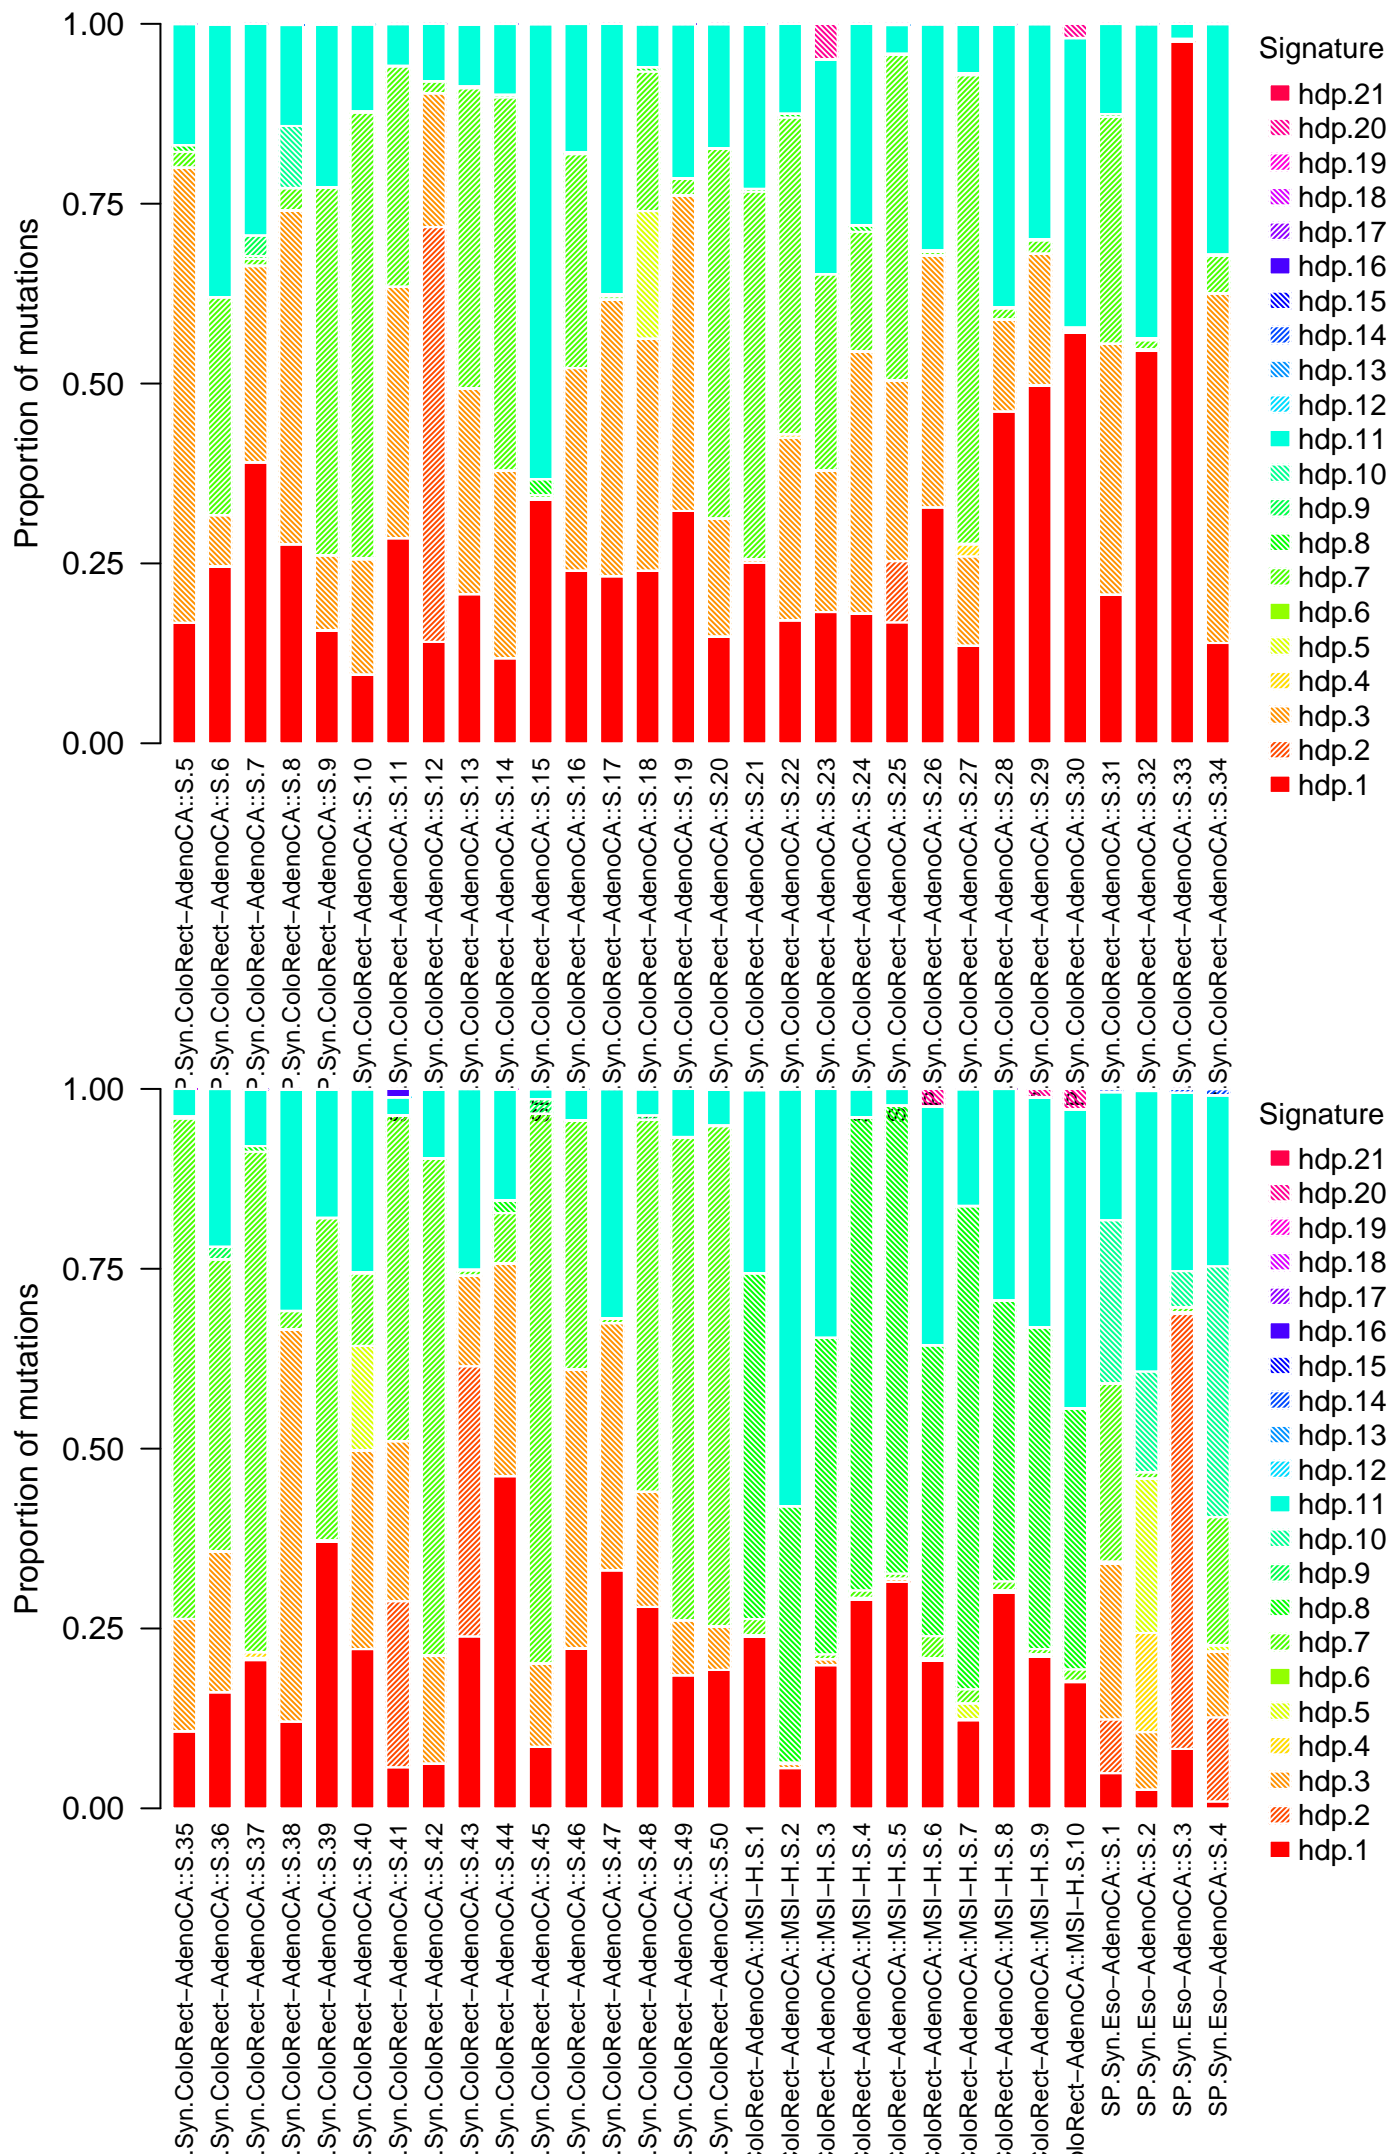 Proportion of mutations
1.00
0.75
0.50
0.25
0.00
Signature
hdp.21
hdp.20
hdp.19
hdp.18
hdp.17
hdp.16
hdp.15
hdp.14
hdp.13
hdp.12
hdp.11
hdp.10
hdp.9
hdp.8
hdp.7
hdp.6
hdp.5
hdp.4
hdp.3
hdp.2
hdp.1
P.Syn.ColoRect−AdenoCA::S.5
P.Syn.ColoRect−AdenoCA::S.6
P.Syn.ColoRect−AdenoCA::S.7
P.Syn.ColoRect−AdenoCA::S.8
P.Syn.ColoRect−AdenoCA::S.9
.Syn.ColoRect−AdenoCA::S.10
.Syn.ColoRect−AdenoCA::S.11
.Syn.ColoRect−AdenoCA::S.12
.Syn.ColoRect−AdenoCA::S.13
.Syn.ColoRect−AdenoCA::S.14
.Syn.ColoRect−AdenoCA::S.15
.Syn.ColoRect−AdenoCA::S.16
.Syn.ColoRect−AdenoCA::S.17
.Syn.ColoRect−AdenoCA::S.18
.Syn.ColoRect−AdenoCA::S.19
.Syn.ColoRect−AdenoCA::S.20
.Syn.ColoRect−AdenoCA::S.21
.Syn.ColoRect−AdenoCA::S.22
.Syn.ColoRect−AdenoCA::S.23
.Syn.ColoRect−AdenoCA::S.24
.Syn.ColoRect−AdenoCA::S.25
.Syn.ColoRect−AdenoCA::S.26
.Syn.ColoRect−AdenoCA::S.27
.Syn.ColoRect−AdenoCA::S.28
.Syn.ColoRect−AdenoCA::S.29
.Syn.ColoRect−AdenoCA::S.30
.Syn.ColoRect−AdenoCA::S.31
.Syn.ColoRect−AdenoCA::S.32
.Syn.ColoRect−AdenoCA::S.33
.Syn.ColoRect−AdenoCA::S.34
Proportion of mutations
1.00
0.75
0.50
0.25
0.00
Signature
hdp.21
hdp.20
hdp.19
hdp.18
hdp.17
hdp.16
hdp.15
hdp.14
hdp.13
hdp.12
hdp.11
hdp.10
hdp.9
hdp.8
hdp.7
hdp.6
hdp.5
hdp.4
hdp.3
hdp.2
hdp.1
.Syn.ColoRect−AdenoCA::S.35
.Syn.ColoRect−AdenoCA::S.36
.Syn.ColoRect−AdenoCA::S.37
.Syn.ColoRect−AdenoCA::S.38
.Syn.ColoRect−AdenoCA::S.39
.Syn.ColoRect−AdenoCA::S.40
.Syn.ColoRect−AdenoCA::S.41
.Syn.ColoRect−AdenoCA::S.42
.Syn.ColoRect−AdenoCA::S.43
.Syn.ColoRect−AdenoCA::S.44
.Syn.ColoRect−AdenoCA::S.45
.Syn.ColoRect−AdenoCA::S.46
.Syn.ColoRect−AdenoCA::S.47
.Syn.ColoRect−AdenoCA::S.48
.Syn.ColoRect−AdenoCA::S.49
.Syn.ColoRect−AdenoCA::S.50
oloRect−AdenoCA::MSI−H.S.1
oloRect−AdenoCA::MSI−H.S.2
oloRect−AdenoCA::MSI−H.S.3
oloRect−AdenoCA::MSI−H.S.4
oloRect−AdenoCA::MSI−H.S.5
oloRect−AdenoCA::MSI−H.S.6
oloRect−AdenoCA::MSI−H.S.7
oloRect−AdenoCA::MSI−H.S.8
oloRect−AdenoCA::MSI−H.S.9
oloRect−AdenoCA::MSI−H.S.10
SP.Syn.Eso−AdenoCA::S.1
SP.Syn.Eso−AdenoCA::S.2
SP.Syn.Eso−AdenoCA::S.3
SP.Syn.Eso−AdenoCA::S.4